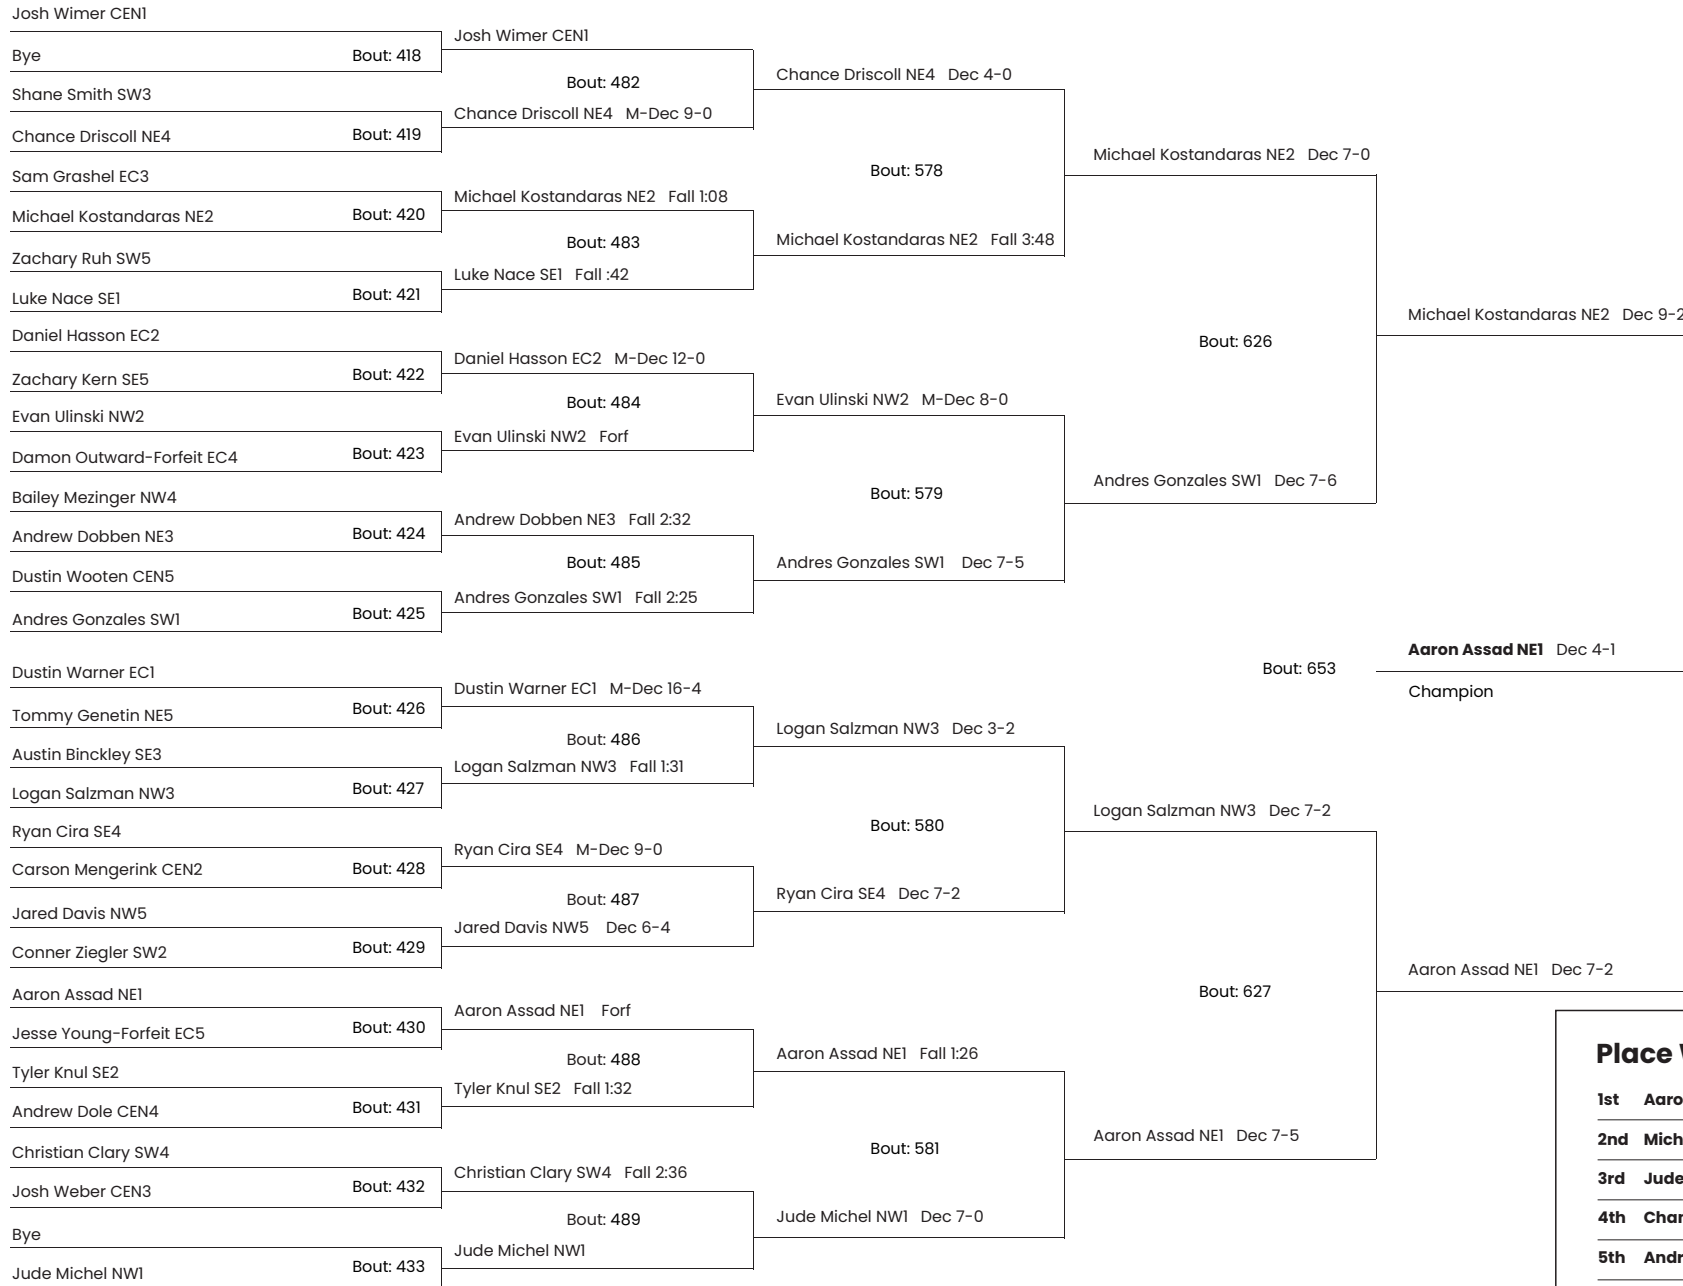 Josh Wimer CEN1
Bye
Bout: 418
Shane Smith SW3
Chance Driscoll NE4
Bout: 419
Sam Grashel EC3
Michael Kostandaras NE2
Bout: 420
Zachary Ruh SW5
Luke Nace SE1
Bout: 421
Daniel Hasson EC2
Zachary Kern SE5
Bout: 422
Evan Ulinski NW2
Damon Outward-Forfeit EC4
Bout: 423
Bailey Mezinger NW4
Andrew Dobben NE3
Bout: 424
Dustin Wooten CEN5
Andres Gonzales SW1
Bout: 425
Dustin Warner EC1
Tommy Genetin NE5
Bout: 426
Austin Binckley SE3
Logan Salzman NW3
Bout: 427
Ryan Cira SE4
Carson Mengerink CEN2
Bout: 428
Jared Davis NW5
Conner Ziegler SW2
Bout: 429
Aaron Assad NE1
Jesse Young-Forfeit EC5
Bout: 430
Tyler Knul SE2
Andrew Dole CEN4
Bout: 431
Christian Clary SW4
Josh Weber CEN3
Bout: 432
Bye
Jude Michel NW1
Bout: 433
Josh Wimer CEN1
Bout: 482
Chance Driscoll NE4 M-Dec 9-0
Michael Kostandaras NE2 Fall 1:08
Bout: 483
Luke Nace SE1 Fall :42
Daniel Hasson EC2 M-Dec 12-0
Bout: 484
Evan Ulinski NW2 Forf
Andrew Dobben NE3 Fall 2:32
Bout: 485
Andres Gonzales SW1 Fall 2:25
Dustin Warner EC1 M-Dec 16-4
Bout: 486
Logan Salzman NW3 Fall 1:31
Ryan Cira SE4 M-Dec 9-0
Bout: 487
Jared Davis NW5 Dec 6-4
Aaron Assad NE1 Forf
Bout: 488
Tyler Knul SE2 Fall 1:32
Christian Clary SW4 Fall 2:36
Bout: 489
Jude Michel NW1
Chance Driscoll NE4 Dec 4-0
Bout: 578
Michael Kostandaras NE2 Fall 3:48
Evan Ulinski NW2 M-Dec 8-0
Bout: 579
Andres Gonzales SW1 Dec 7-5
Logan Salzman NW3 Dec 3-2
Bout: 580
Ryan Cira SE4 Dec 7-2
Aaron Assad NE1 Fall 1:26
Bout: 581
Jude Michel NW1 Dec 7-0
Michael Kostandaras NE2 Dec 7-0
Bout: 626
Andres Gonzales SW1 Dec 7-6
Logan Salzman NW3 Dec 7-2
Bout: 627
Aaron Assad NE1 Dec 7-5
Michael Kostandaras NE2 Dec 9-2
Bout: 653
Aaron Assad NE1 Dec 4-1
Champion
Aaron Assad NE1 Dec 7-2
Place
1st Aaro
2nd Mich
3rd Jude
4th Char
5th Andr